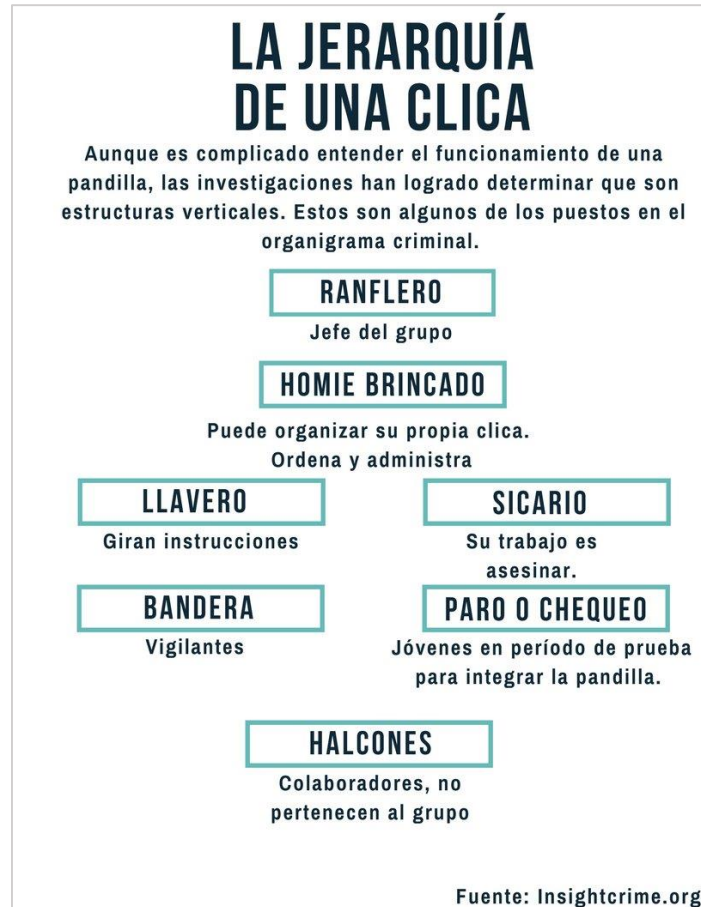 LA JERARQUÍA
DE UNA CLICA
Aunque es complicado entender el funcionamiento de una
pandilla, las investigaciones han logrado determinar que son
estructuras verticales. Estos son algunos de los puestos en el
organigrama criminal.
RANFLERO
Jefe del grupo
HOMIE BRINCADO
Puede organizar su propia clica.
Ordena y administra
LLAVERO
Giran instrucciones
SICARIO
Su trabajo es
asesinar.
BANDERA
Vigilantes
PARO O CHEQUEO
Jóvenes en período de prueba
para integrar la pandilla.
HALCONES
Colaboradores, no
pertenecen al grupo
Fuente: Insightcrime.org